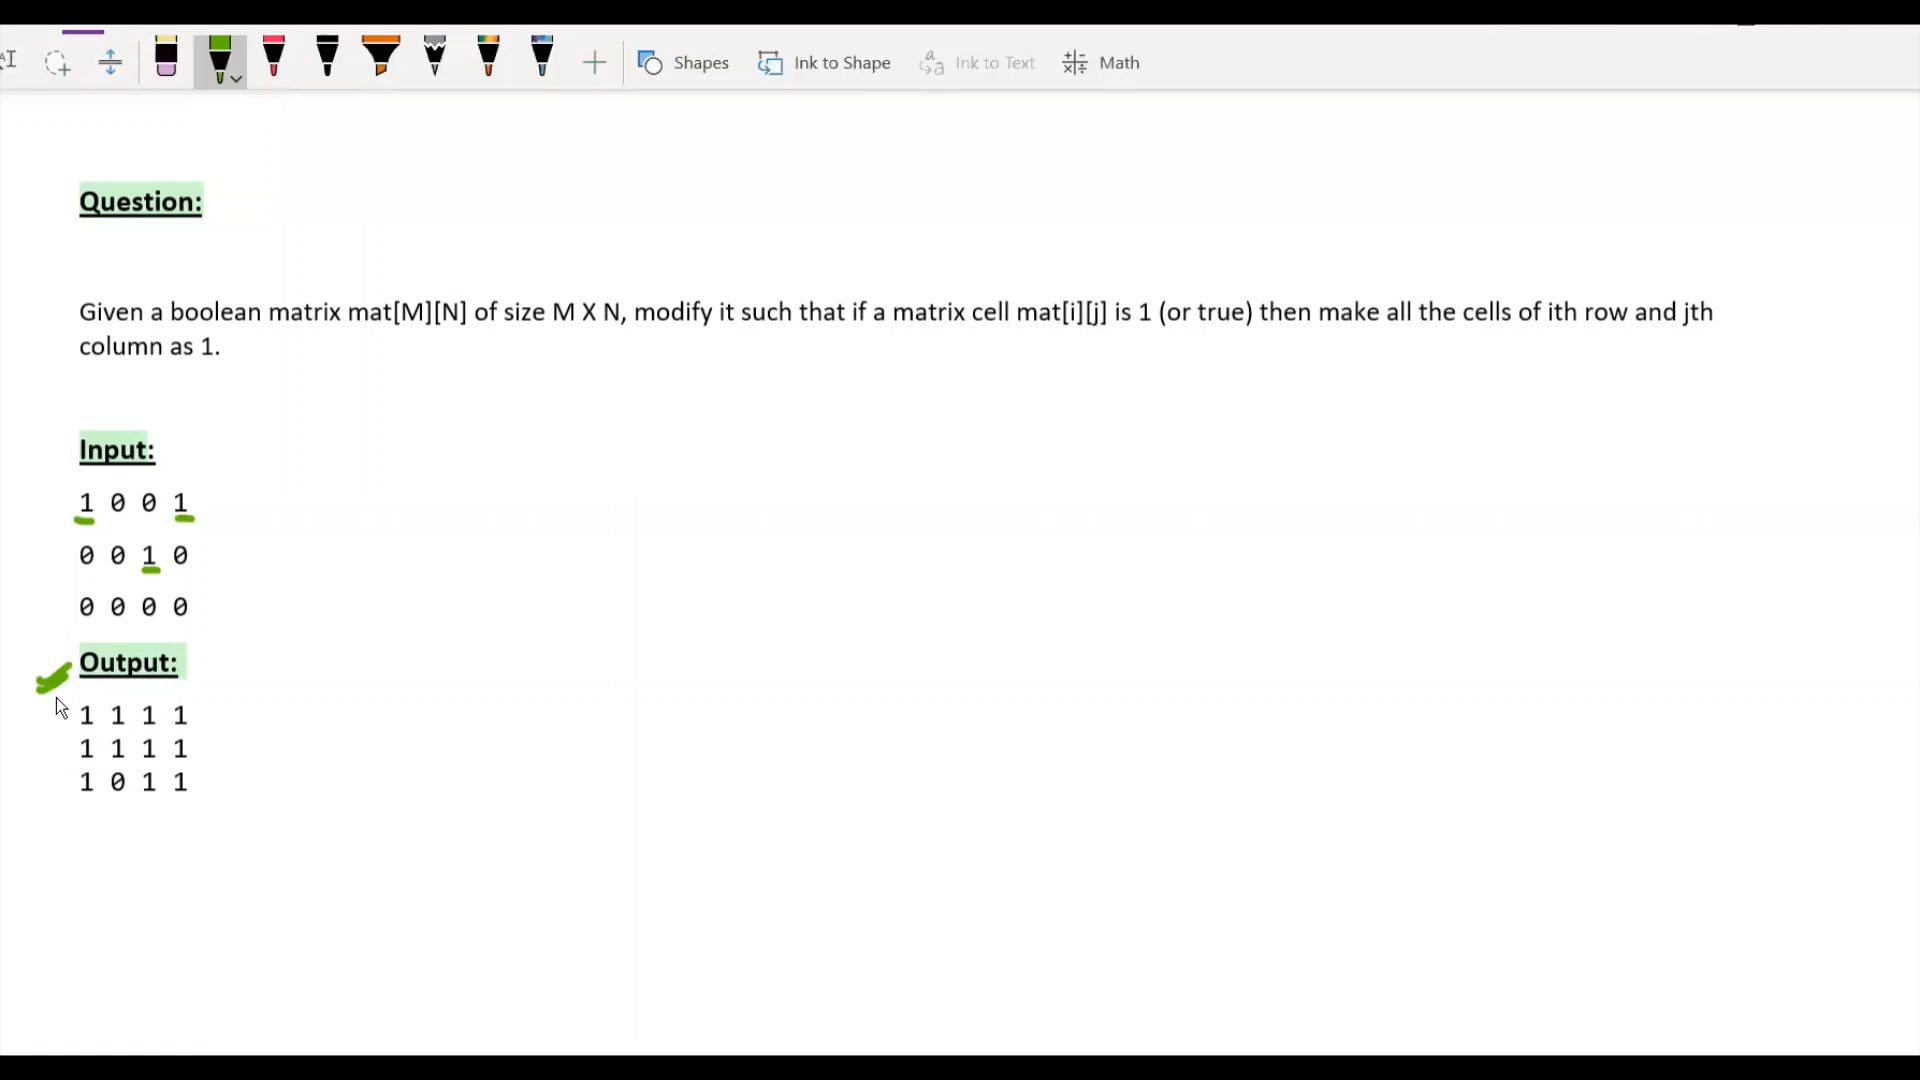 Shapes Ink to Shape Ink to Text Math
Question:
Given a boolean matrix mat[M][N] of size M X N, modify it such that if a matrix cell mat[i][j] is 1 (or true) then make all the cells of ith row and jth
column as 1.
Input:
1 0 0 1
0 0 1 0
0 0 0 0
Output:
1 1 1 1
1 1 1 1
1 0 1 1